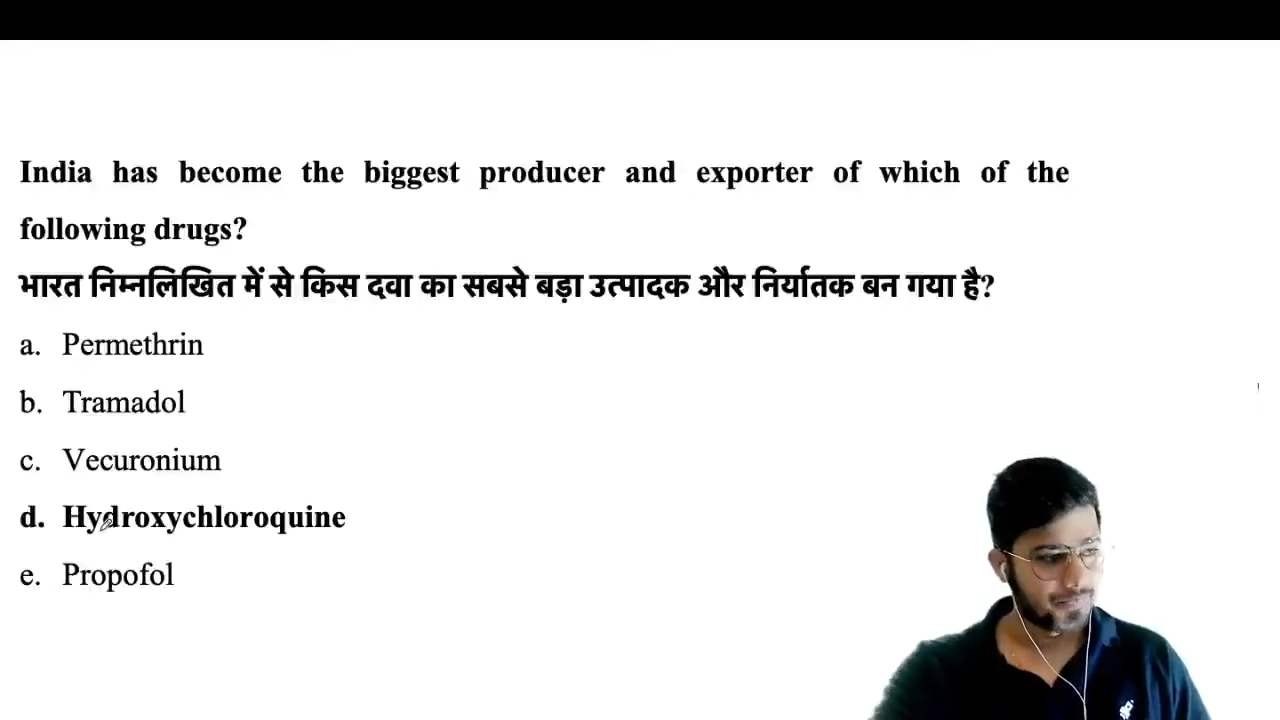 India has become the biggest producer and exporter of which of the
following drugs?
भारत निम्नलिखित में से किस दवा का सबसे बड़ा उत्पादक और निर्यातक बन गया है?
a. Permethrin
b. Tramadol
c. Vecuronium
d. Hydroxychloroquine
e. Propofol